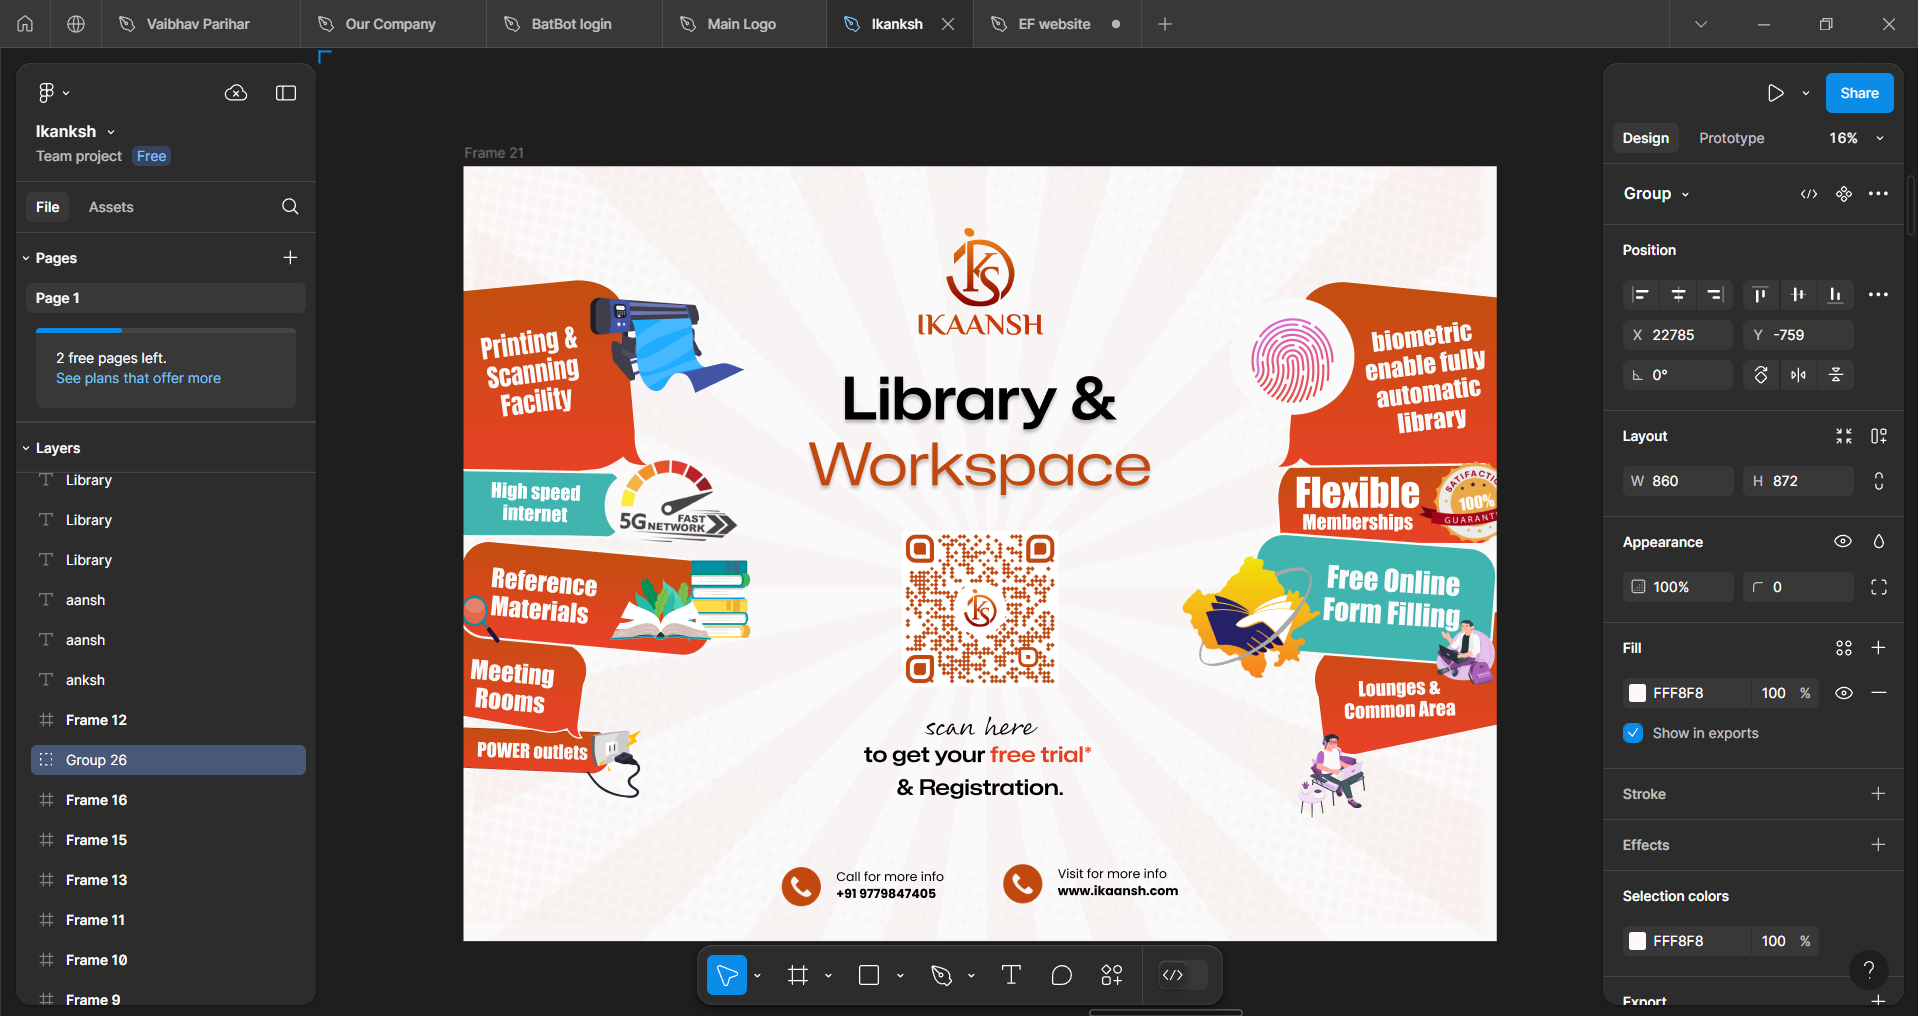 Vaibhav Parihar
Our Company
BatBot login
Main Logo
Ikanksh
EF website
Ikanksh
Team project Free
File Assets
Pages
Page 1
2 free pages left.
See plans that offer more
Layers
Library
Library
Library
aansh
aansh
anksh
Frame 12
Group 26
Frame 16
Frame 15
Frame 13
Frame 11
Frame 10
Frame 9
Frame 21
IKS
IKAANSH
Library &
Workspace
Printing &
Scanning
Facility
High speed
internet
5G FAST
NETWORK
Reference
Materials
Meeting
Rooms
POWER outlets
biometric
enable fully
automatic
library
Flexible
Memberships
SATIFACTI
100%
GUARANT
Free Online
Form Filling
Lounges &
Common Area
IKS
scan here
to get your free trial*
& Registration.
Call for more info
+91 9779847405
Visit for more info
www.ikaansh.com
Share
Design Prototype 16%
Group
Position
X 22785 Y -759
0°
Layout
W 860 H 872
Appearance
100% 0
Fill
FFF8F8 100 %
Show in exports
Stroke
Effects
Selection colors
FFF8F8 100 %
Export
?